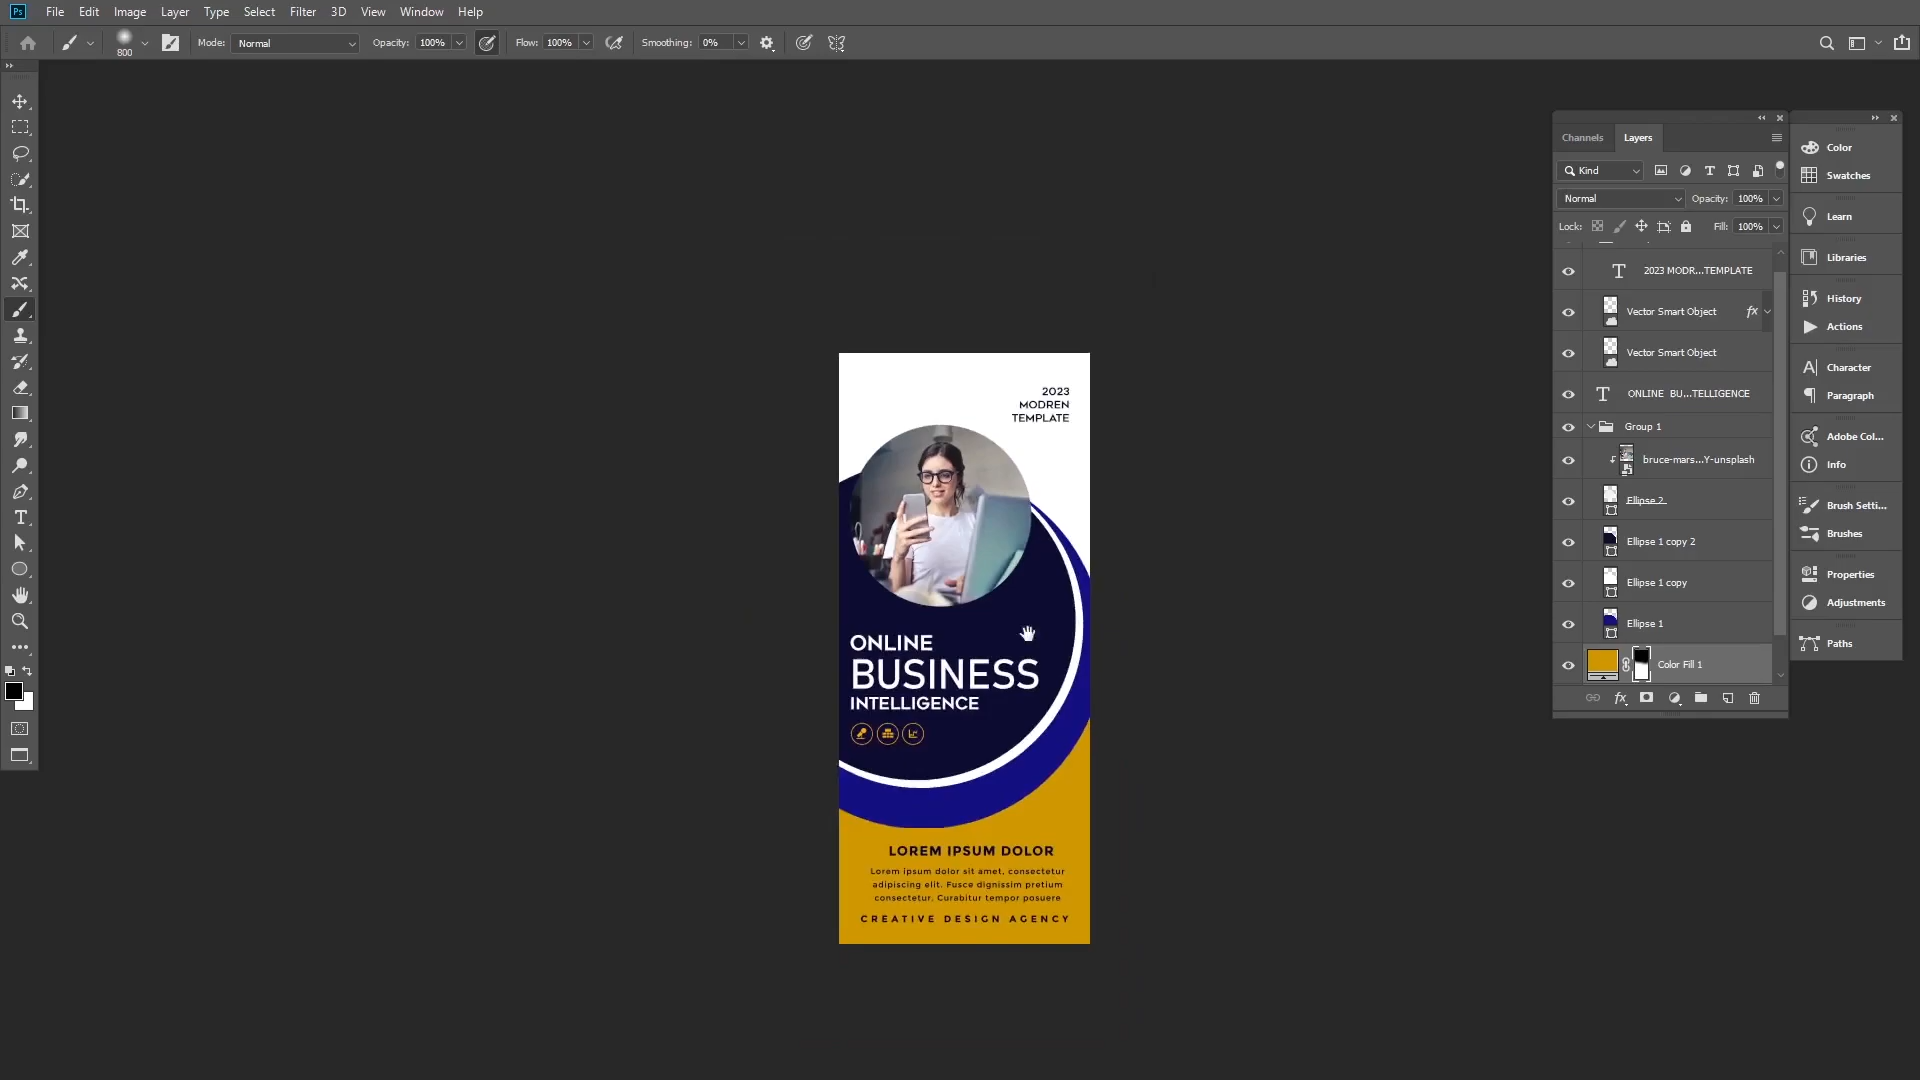 Ps File Edit Image Layer Type Select Filter 3D View Window Help
800 Mode: Normal Opacity: 100% Flow: 100% Smoothing: 0%
Channels Layers
Kind
Normal Opacity: 100%
Lock: Fill: 100%
2023 MODR...TEMPLATE
Vector Smart Object fx
Vector Smart Object
ONLINE BU...TELLIGENCE
Group 1
bruce-mars...Y-unsplash
Ellipse 2
Ellipse 1 copy 2
Ellipse 1 copy
Ellipse 1
Color Fill 1
fx
Color
Swatches
Learn
Libraries
History
Actions
Character
Paragraph
Adobe Col...
Info
Brush Setti...
Brushes
Properties
Adjustments
Paths
2023
MODREN
TEMPLATE
ONLINE
BUSINESS
INTELLIGENCE
LOREM IPSUM DOLOR
Lorem ipsum dolor sit amet, consectetur
adipiscing elit. Fusce dignissim pretium
consectetur. Curabitur tempor posuere
CREATIVE DESIGN AGENCY